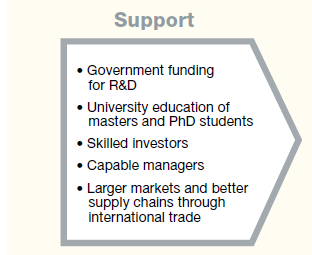 Support
• Government funding
for R&D
• University education of
masters and PhD students
• Skilled investors
• Capable managers
• Larger markets and better
supply chains through
international trade